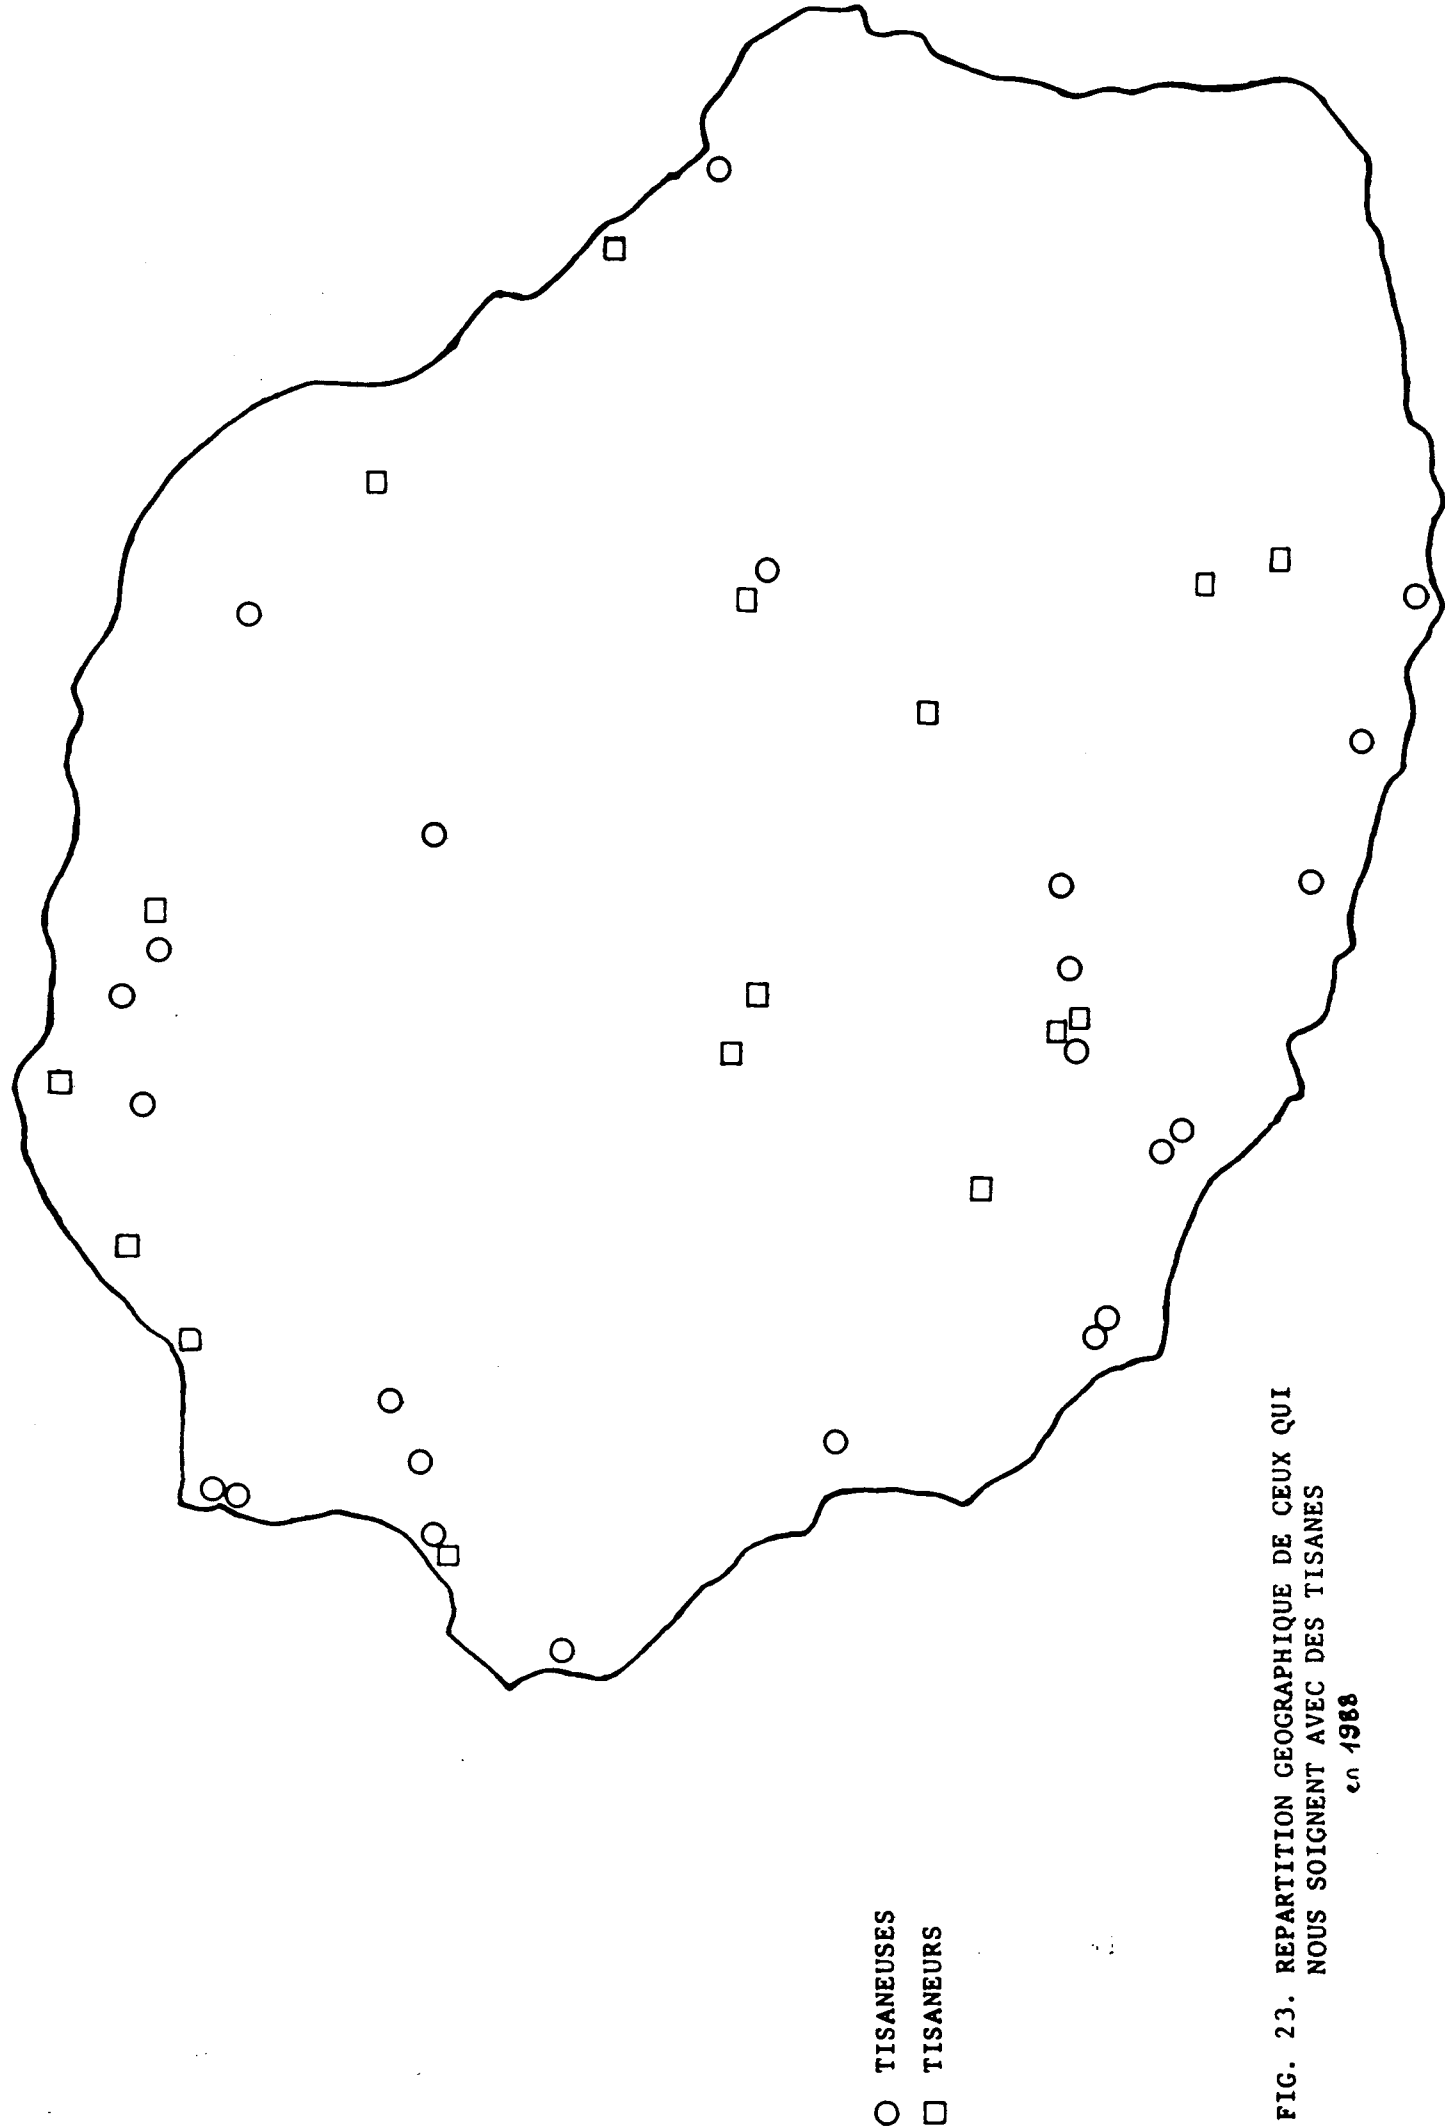 ○ TISANEUSES
□ TISANEURS
FIG. 23. REPARTITION GEOGRAPHIQUE DE CEUX QUI
NOUS SOIGNENT AVEC DES TISANES
en 1988